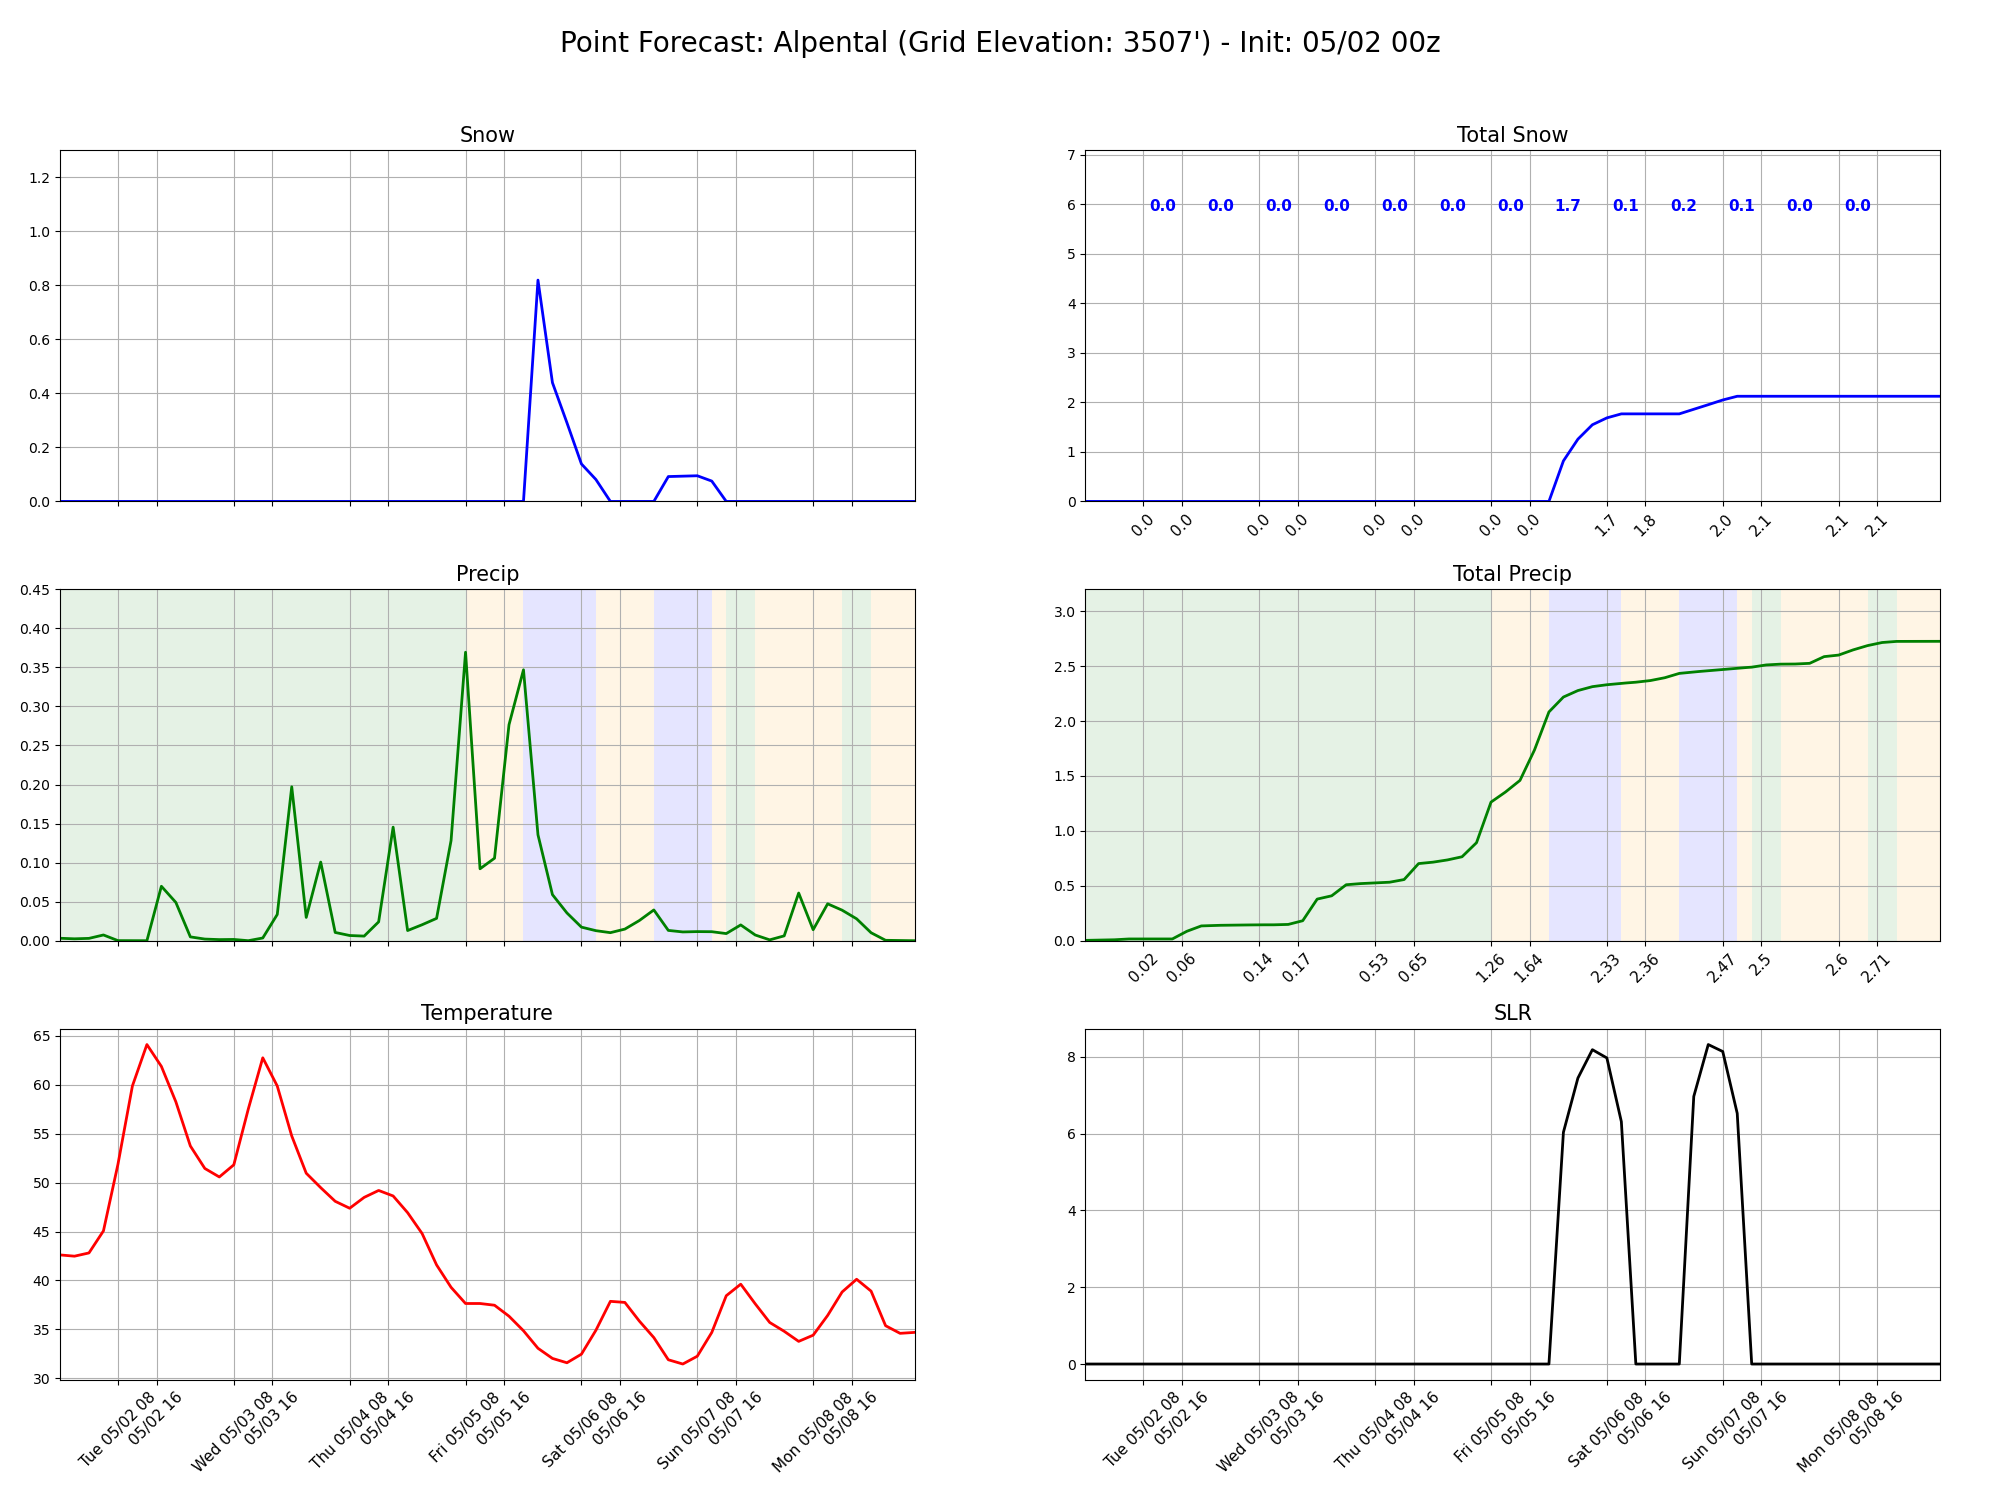 Point Forecast: Alpental (Grid Elevation: 3507') - Init: 05/02 00z
Snow
1.2
1.0
0.8
0.6
0.4
0.2
0.0
Total Snow
7
6
5
4
3
2
1
0
0.0 0.0 0.0 0.0 0.0 0.0 0.0 1.7 0.1 0.2 0.1 0.0 0.0
0.0 0.0 0.0 0.0 0.0 0.0 0.0 0.0 1.7 1.8 2.0 2.1 2.1 2.1
Precip
0.45
0.40
0.35
0.30
0.25
0.20
0.15
0.10
0.05
0.00
Total Precip
3.0
2.5
2.0
1.5
1.0
0.5
0.0
0.02 0.06 0.14 0.17 0.53 0.65 1.26 1.64 2.33 2.36 2.47 2.5 2.6 2.71
Temperature
65
60
55
50
45
40
35
30
Tue 05/02 08
05/02 16
Wed 05/03 08
05/03 16
Thu 05/04 08
05/04 16
Fri 05/05 08
05/05 16
Sat 05/06 08
05/06 16
Sun 05/07 08
05/07 16
Mon 05/08 08
05/08 16
SLR
8
6
4
2
0
Tue 05/02 08
05/02 16
Wed 05/03 08
05/03 16
Thu 05/04 08
05/04 16
Fri 05/05 08
05/05 16
Sat 05/06 08
05/06 16
Sun 05/07 08
05/07 16
Mon 05/08 08
05/08 16